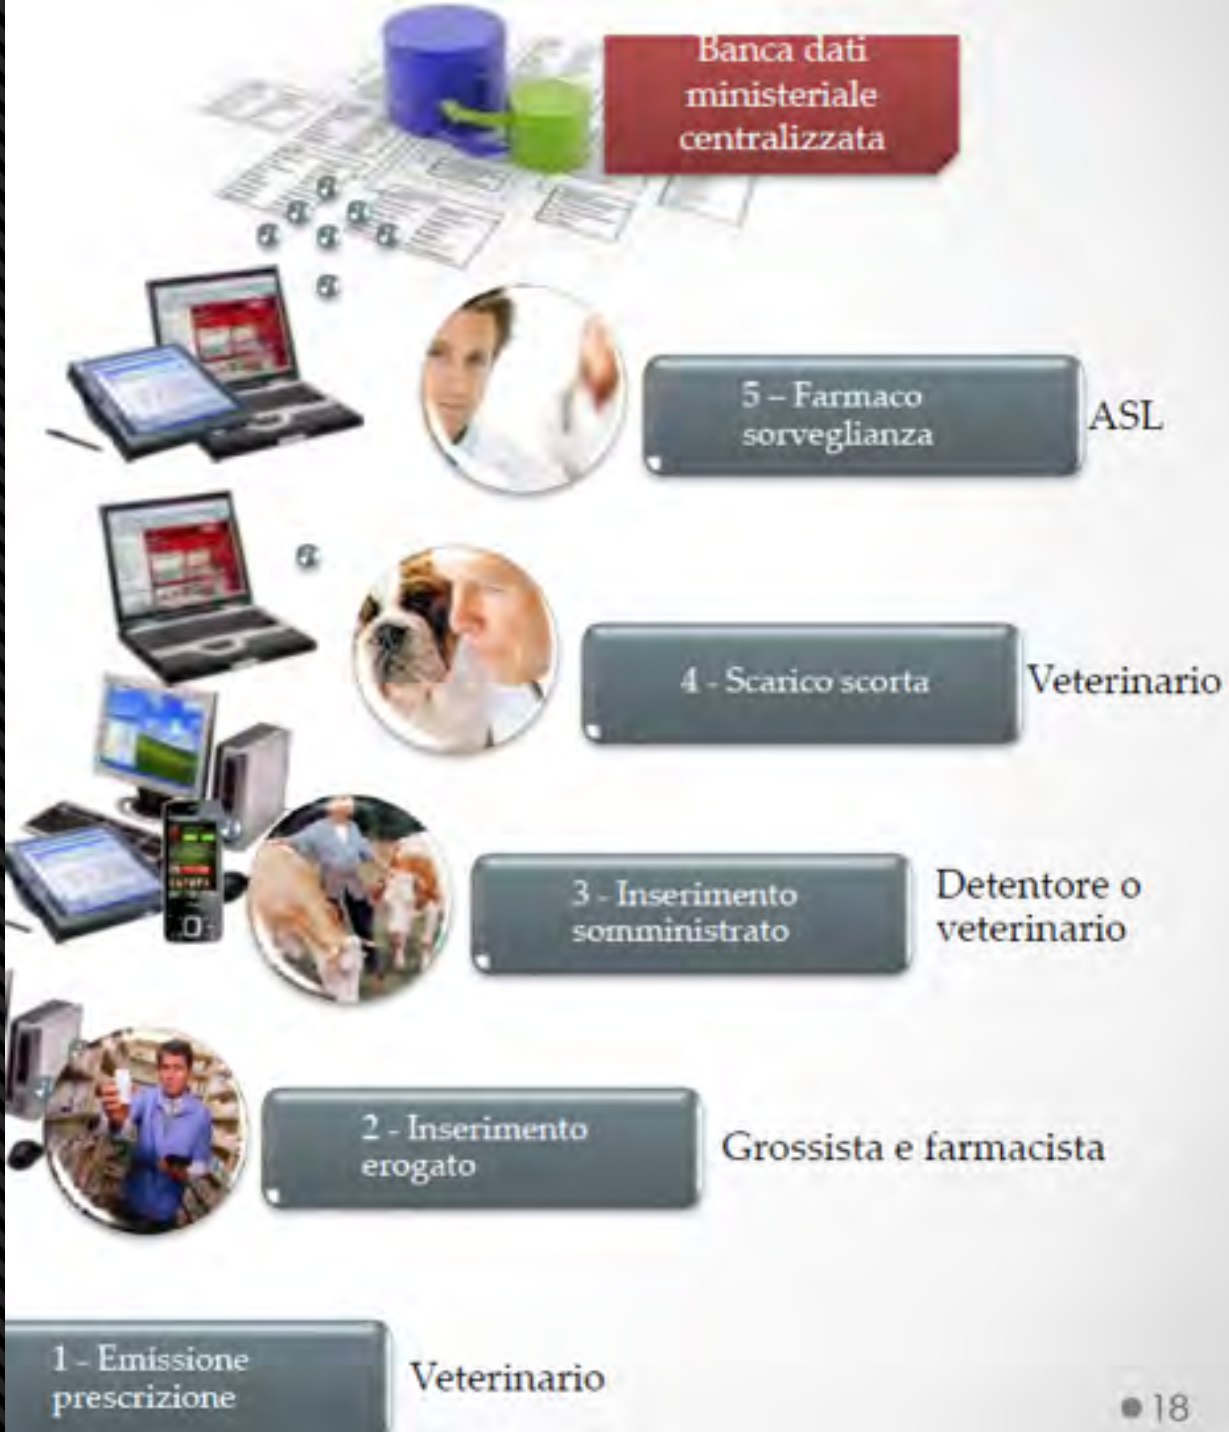 Banca dati
ministeriale
centralizzata
5 – Farmaco
sorveglianza
ASL
4 - Scarico scorta
Veterinario
3 - Inserimento
somministrato
Detentore o
veterinario
2 - Inserimento
erogato
Grossista e farmacista
1 - Emissione
prescrizione
Veterinario
18